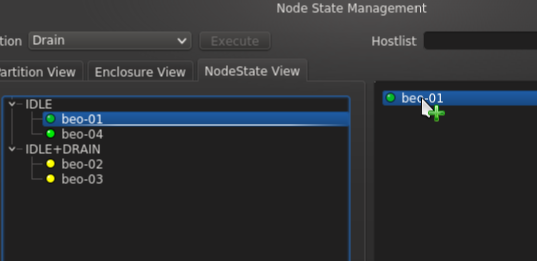 Node State Management
tion Drain Execute Hostlist
Partition View Enclosure View NodeState View
IDLE
beo-01
beo-04
IDLE+DRAIN
beo-02
beo-03
beo-01